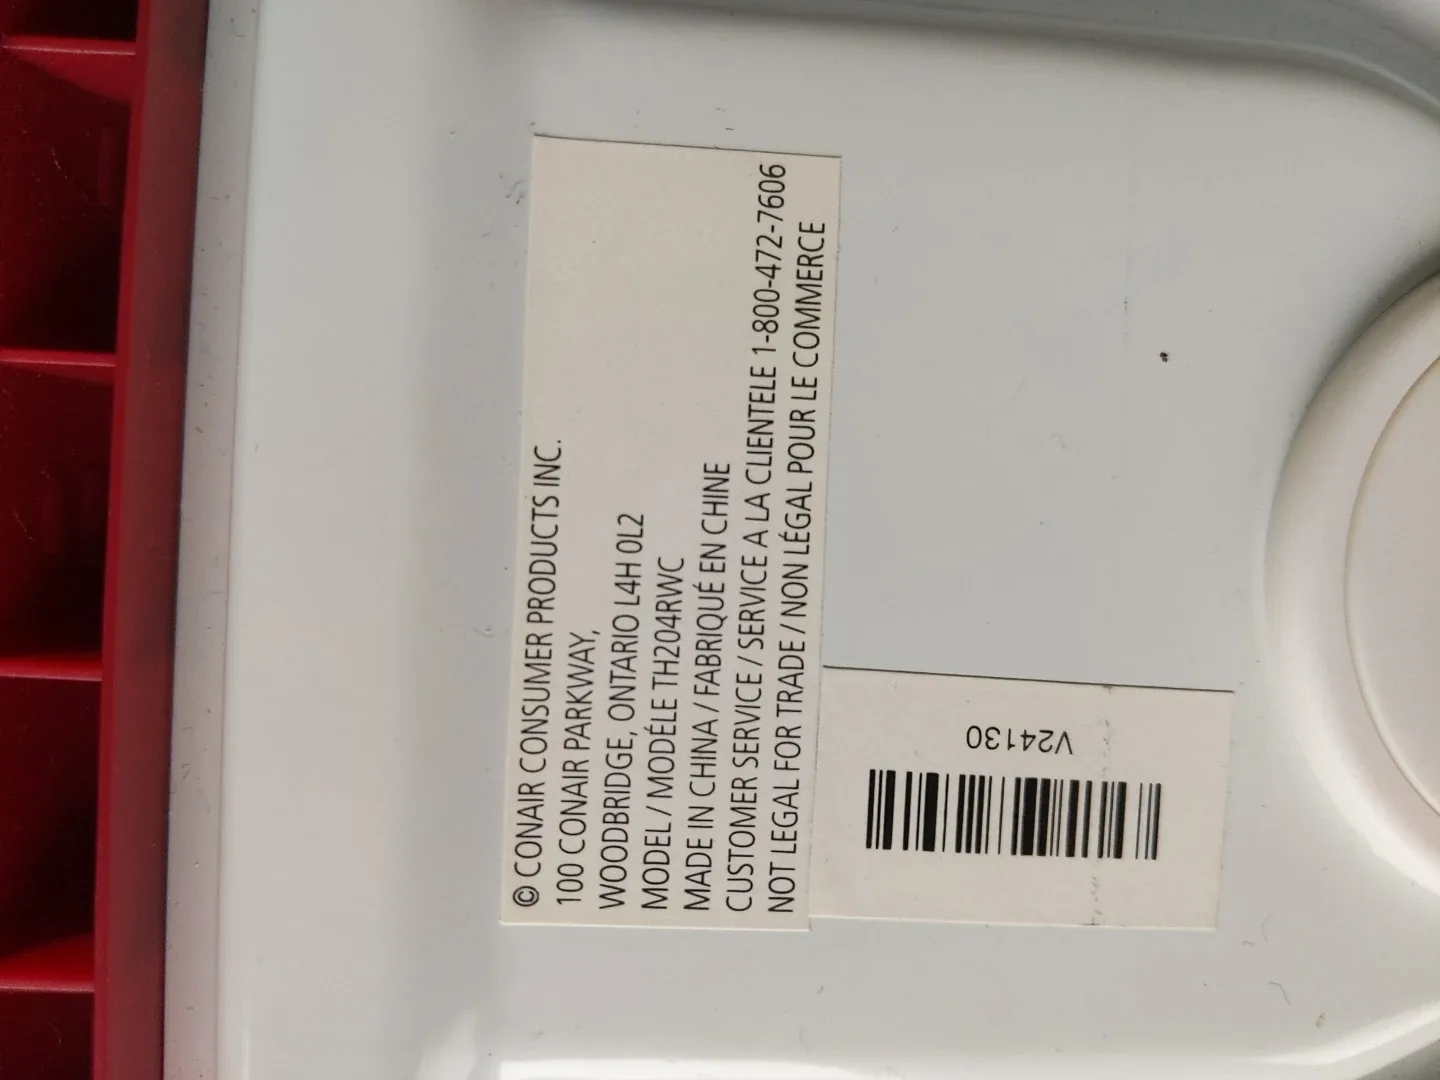 © CONAIR CONSUMER PRODUCTS INC.
100 CONAIR PARKWAY,
WOODBRIDGE, ONTARIO L4H 0L2
MODEL / MODÉLE TH204RWC
MADE IN CHINA / FABRIQUÉ EN CHINE
CUSTOMER SERVICE / SERVICE A LA CLIENTELE 1-800-472-7606
NOT LEGAL FOR TRADE / NON LÉGAL POUR LE COMMERCE
V24130